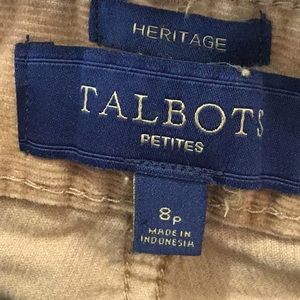 HERITAGE
TALBOTS
PETITES
8P
MADE IN
INDONESIA